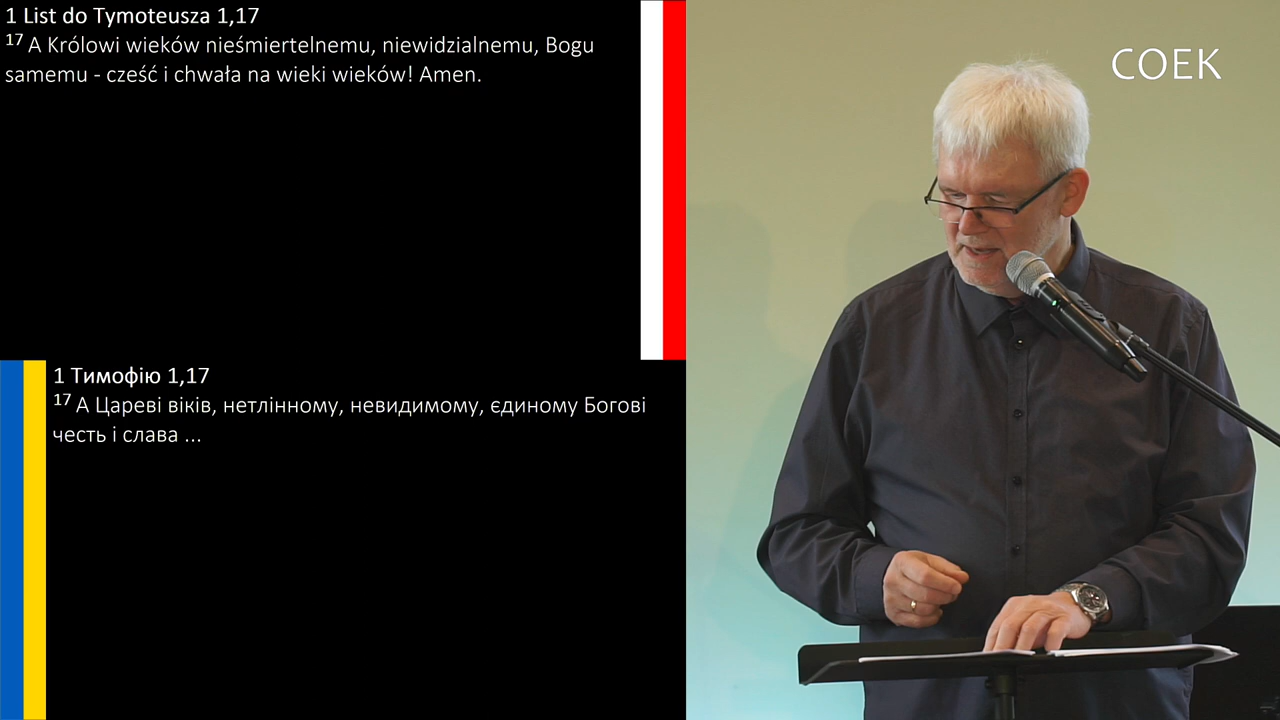 1 List do Tymoteusza 1,17
17 A Królowi wieków nieśmiertelnemu, niewidzialnemu, Bogu
samemu - cześć i chwała na wieki wieków! Amen.
COEK
1 Тимофію 1,17
17 А Цареві віків, нетлінному, невидимому, єдиному Богові
честь і слава ...